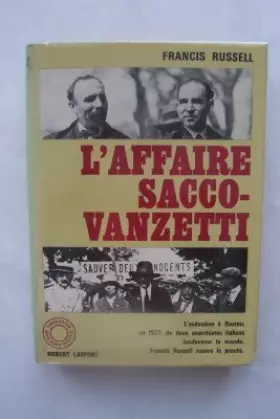 FRANCIS RUSSELL
L'AFFAIRE
SACCO-
VANZETTI
SAUVER DEUX INNOCENTS
L'exécution à Boston,
en 1927, de deux anarchistes italiens
bouleverse le monde.
Francis Russell rouvre le procès.
ROBERT LAFFONT